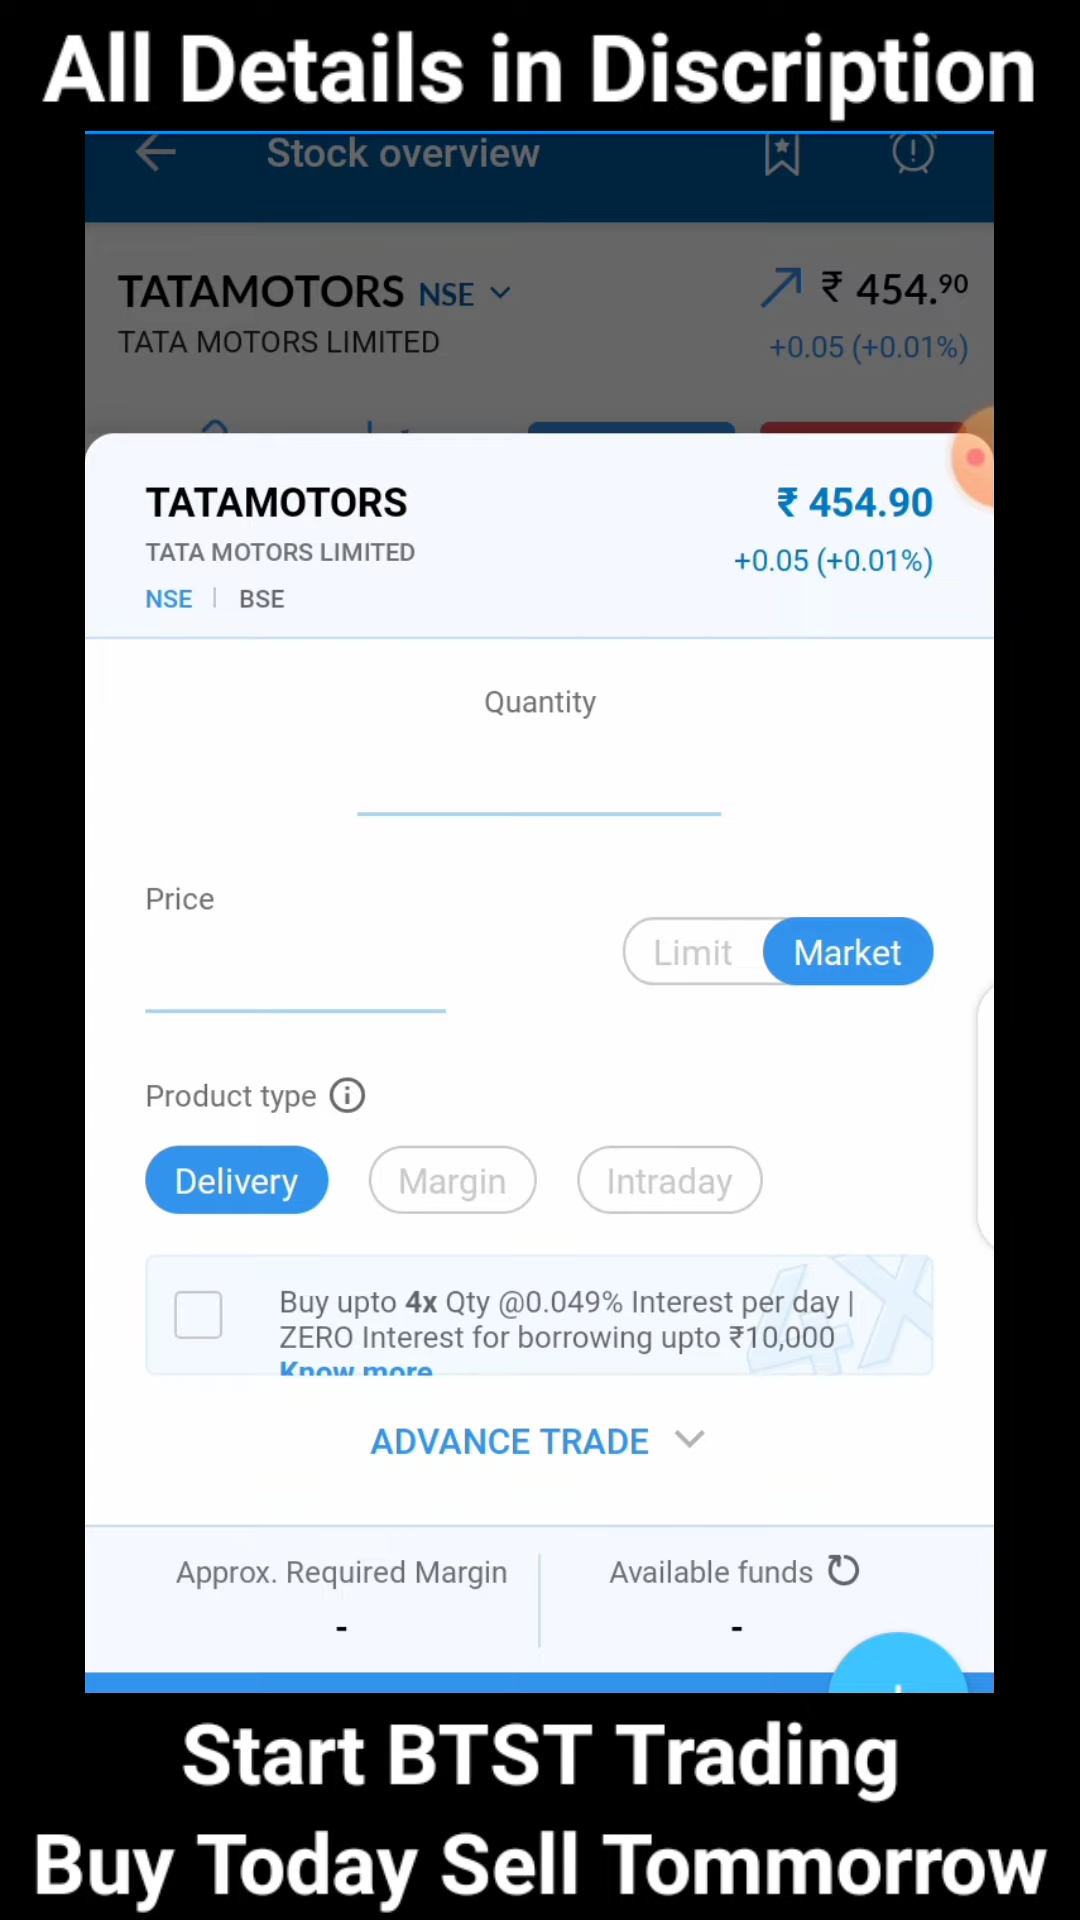 All Details in Discription
Stock overview
TATAMOTORS NSE
₹ 454.90
TATA MOTORS LIMITED
+0.05 (+0.01%)
TATAMOTORS
₹ 454.90
TATA MOTORS LIMITED
+0.05 (+0.01%)
NSE | BSE
Quantity
Price
Limit Market
Product type
Delivery Margin Intraday
Buy upto 4x Qty @0.049% Interest per day |
ZERO Interest for borrowing upto ₹10,000
Know more
4X
ADVANCE TRADE
Approx. Required Margin
Available funds
-
-
Start BTST Trading
Buy Today Sell Tommorrow